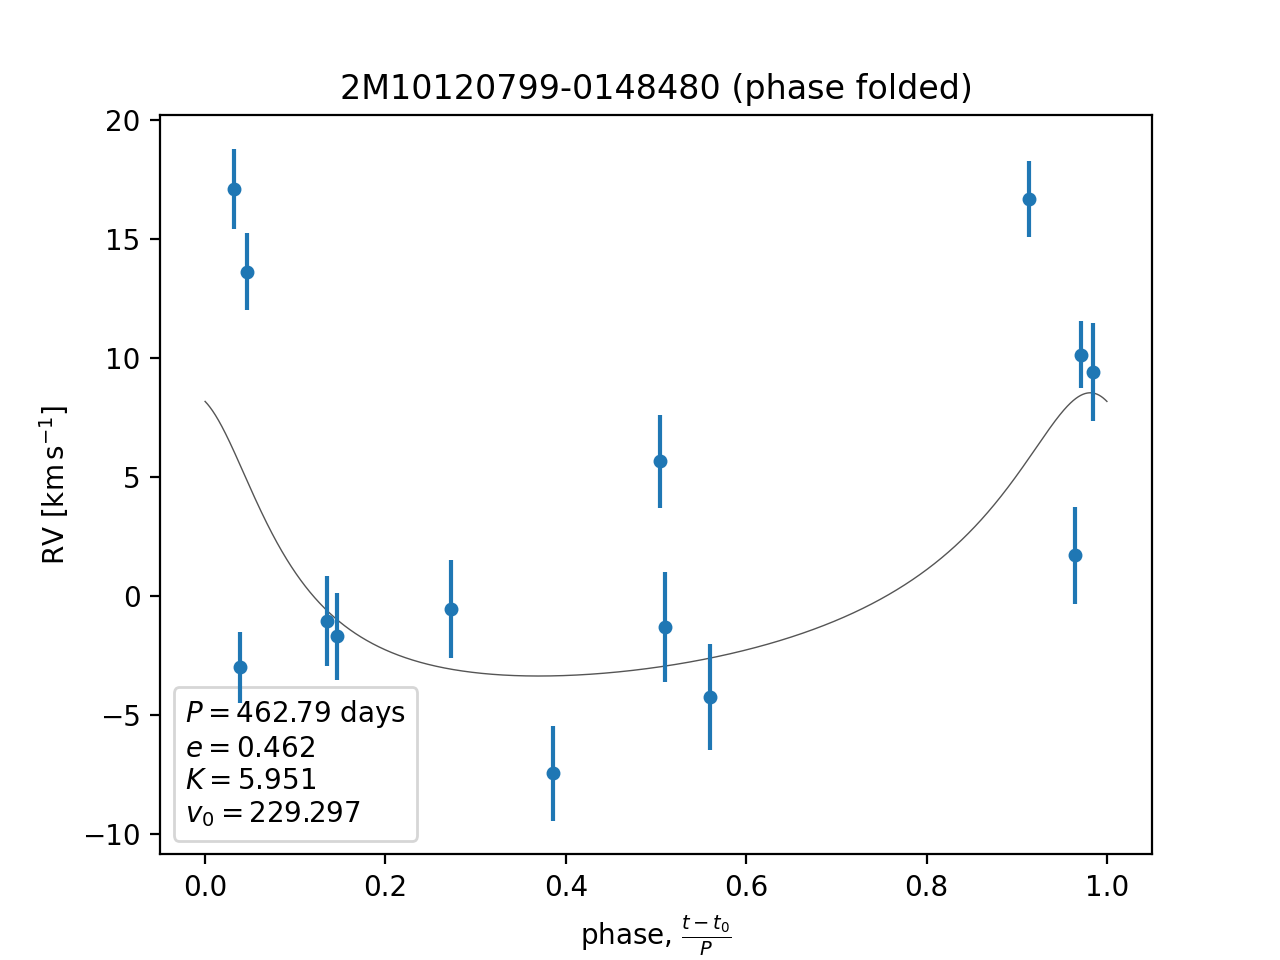 2M10120799-0148480 (phase folded)
20
15
10
5
0
−5
−10
RV [km s⁻¹]
P = 462.79 days
e = 0.462
K = 5.951
v₀ = 229.297
0.0 0.2 0.4 0.6 0.8 1.0
phase, (t − t₀)/P